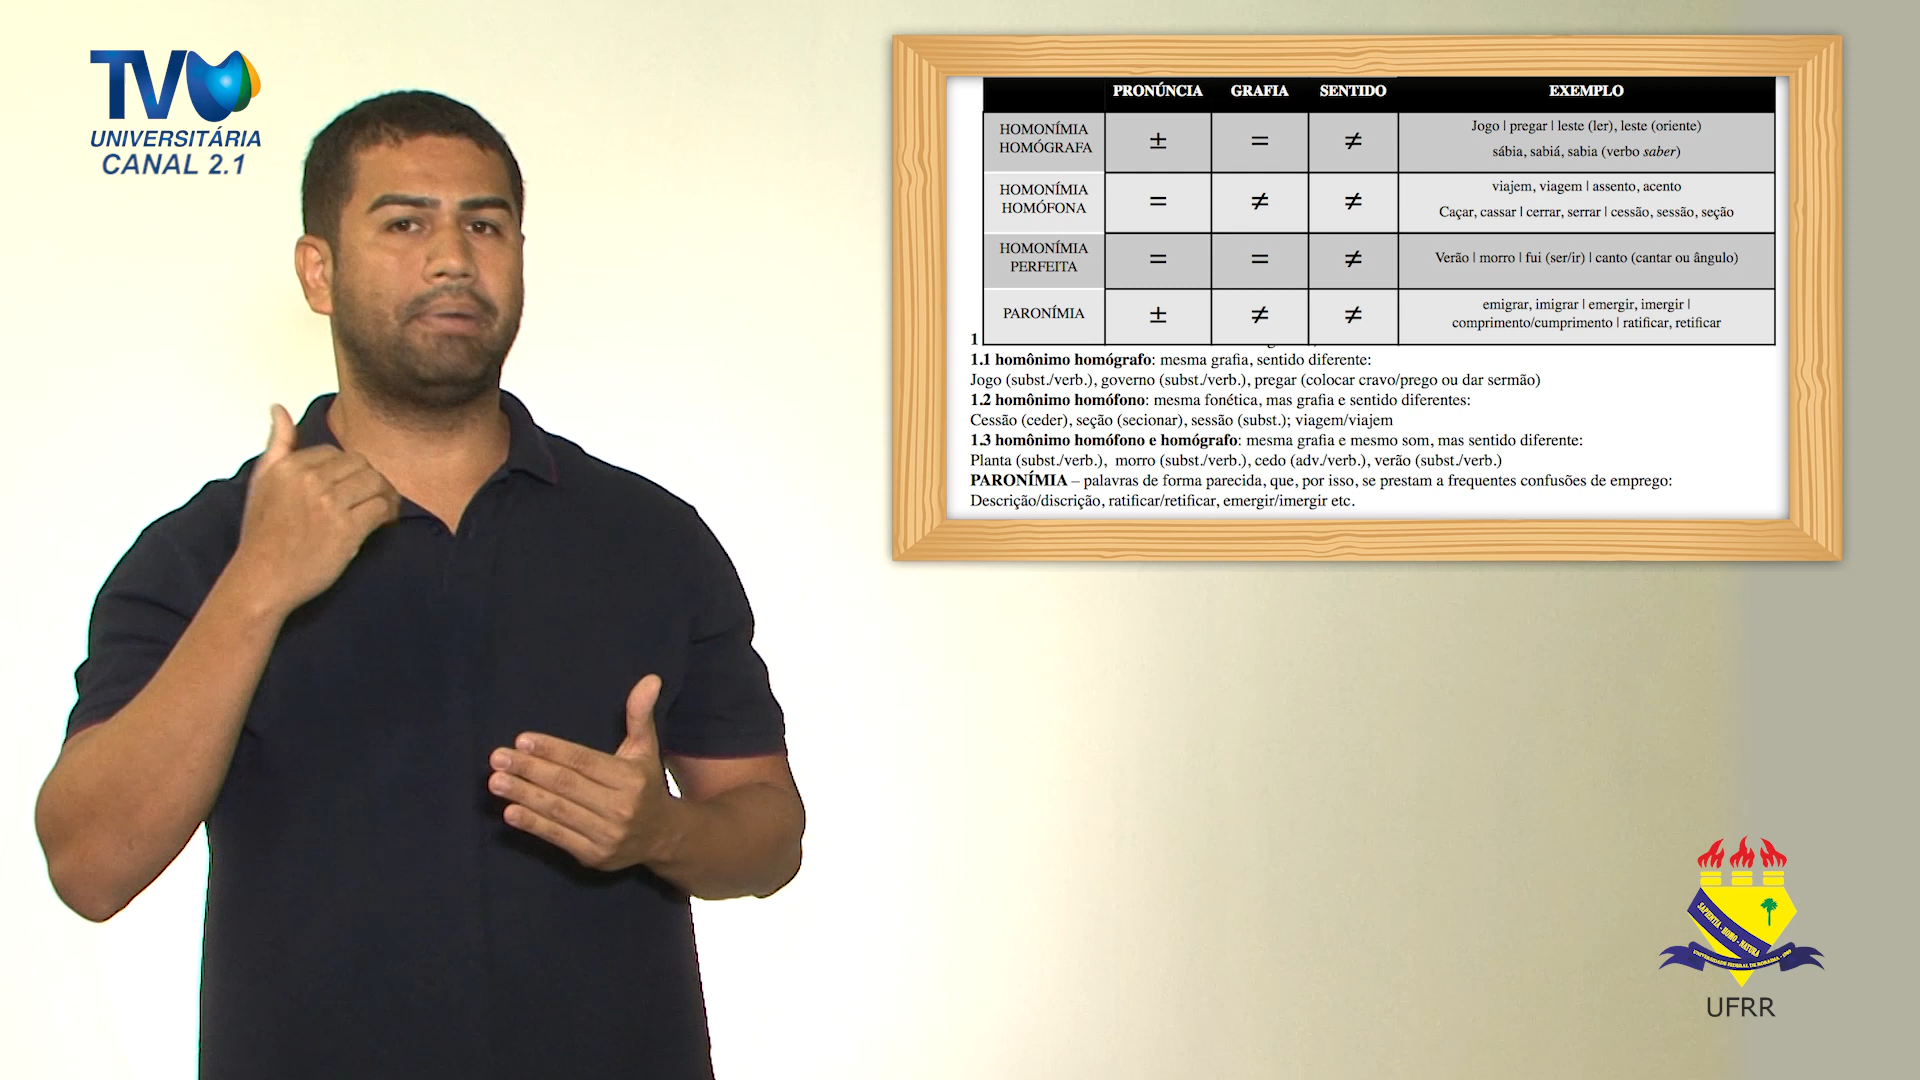 TV
UNIVERSITÁRIA
CANAL 2.1
PRONÚNCIA GRAFIA SENTIDO EXEMPLO
HOMONÍMIA
HOMÓGRAFA
± = ≠
Jogo | pregar | leste (ler), leste (oriente)
sábia, sabiá, sabia (verbo saber)
HOMONÍMIA
HOMÓFONA
= ≠ ≠
viajem, viagem | assento, acento
Caçar, cassar | cerrar, serrar | cessão, sessão, seção
HOMONÍMIA
PERFEITA
= = ≠
Verão | morro | fui (ser/ir) | canto (cantar ou ângulo)
PARONÍMIA
± ≠ ≠
emigrar, imigrar | emergir, imergir |
comprimento/cumprimento | ratificar, retificar
1
1.1 homônimo homógrafo: mesma grafia, sentido diferente:
Jogo (subst./verb.), governo (subst./verb.), pregar (colocar cravo/prego ou dar sermão)
1.2 homônimo homófono: mesma fonética, mas grafia e sentido diferentes:
Cessão (ceder), seção (secionar), sessão (subst.); viagem/viajem
1.3 homônimo homófono e homógrafo: mesma grafia e mesmo som, mas sentido diferente:
Planta (subst./verb.), morro (subst./verb.), cedo (adv./verb.), verão (subst./verb.)
PARONÍMIA – palavras de forma parecida, que, por isso, se prestam a frequentes confusões de emprego:
Descrição/discrição, ratificar/retificar, emergir/imergir etc.
SAPIENTIA - HOMO - NATURA
UNIVERSIDADE FEDERAL DE RORAIMA
UFRR